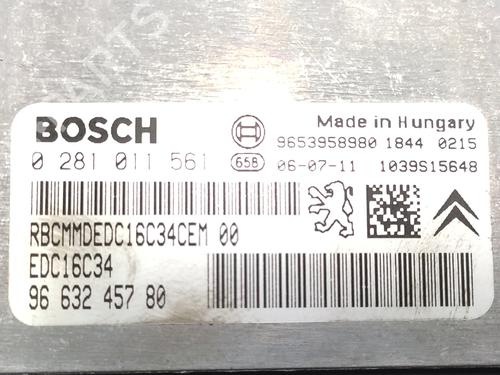 BOSCH
Made in Hungary
9653958980 1844 0215
0 281 011 561 658 06-07-11 1039S15648
RBCMMDEDC16C34CEM 00
EDC16C34
96 632 457 80